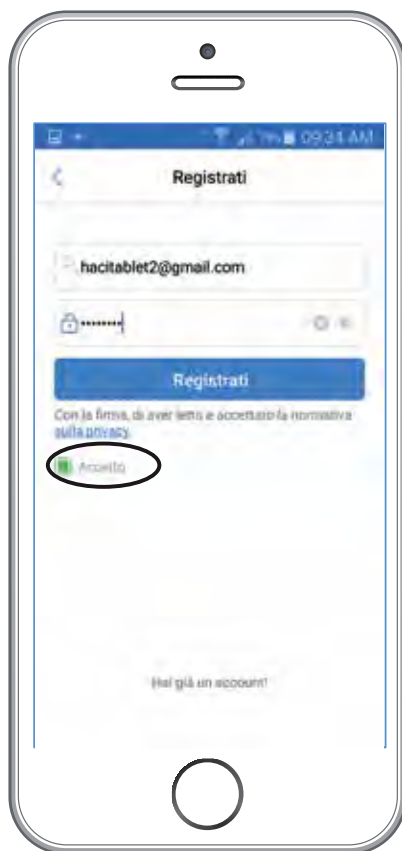 09:34 AM
Registrati
hacitablet2@gmail.com
••••••••
Registrati
Con la firma, di aver letto e accettato la normativa
sulla privacy.
Accetto
Hai già un account?